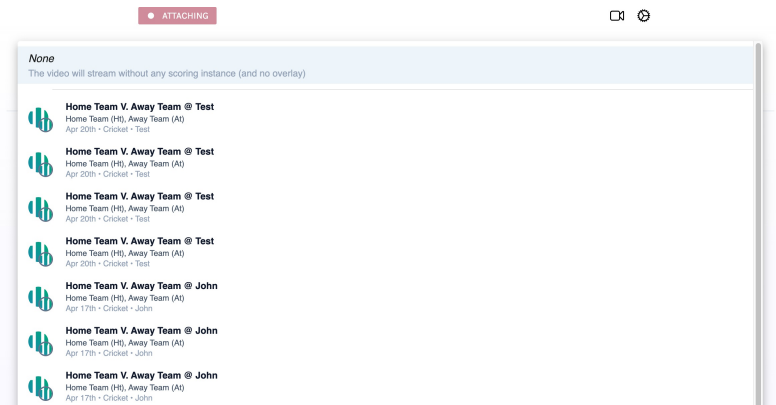 ATTACHING
None
The video will stream without any scoring instance (and no overlay)
Home Team V. Away Team @ Test
Home Team (Ht), Away Team (At)
Apr 20th • Cricket • Test
Home Team V. Away Team @ Test
Home Team (Ht), Away Team (At)
Apr 20th • Cricket • Test
Home Team V. Away Team @ Test
Home Team (Ht), Away Team (At)
Apr 20th • Cricket • Test
Home Team V. Away Team @ Test
Home Team (Ht), Away Team (At)
Apr 20th • Cricket • Test
Home Team V. Away Team @ John
Home Team (Ht), Away Team (At)
Apr 17th • Cricket • John
Home Team V. Away Team @ John
Home Team (Ht), Away Team (At)
Apr 17th • Cricket • John
Home Team V. Away Team @ John
Home Team (Ht), Away Team (At)
Apr 17th • Cricket • John